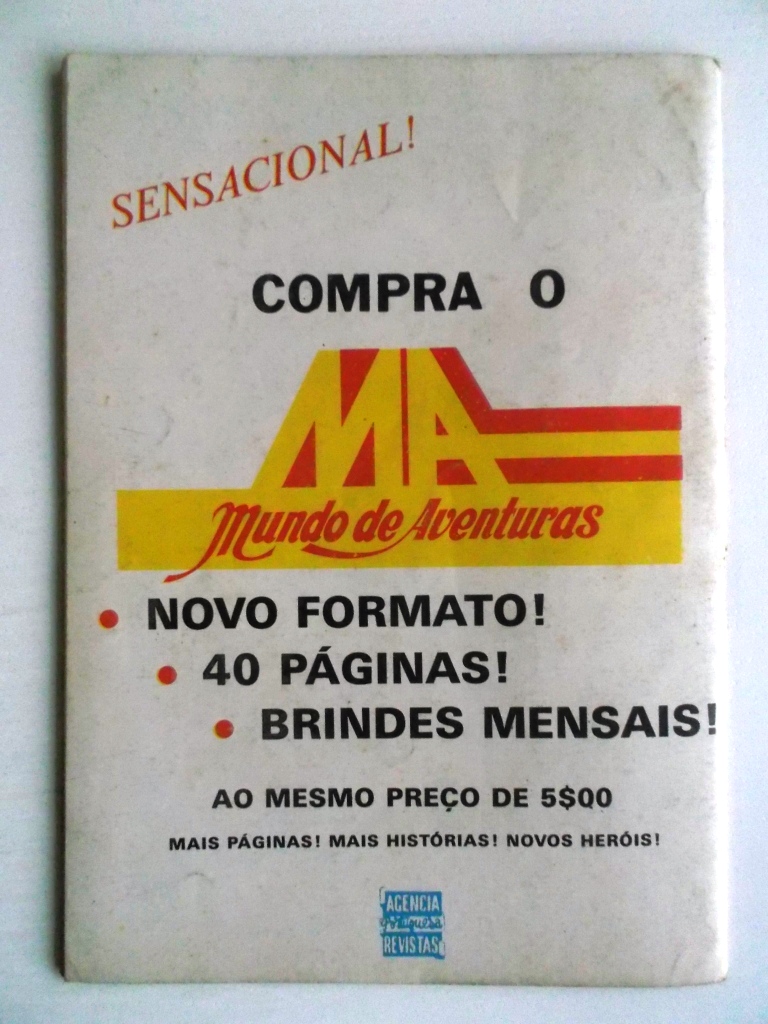 SENSACIONAL!
COMPRA O
MA
Mundo de Aventuras
• NOVO FORMATO!
• 40 PÁGINAS!
• BRINDES MENSAIS!
AO MESMO PREÇO DE 5$00
MAIS PÁGINAS! MAIS HISTÓRIAS! NOVOS HERÓIS!
AGENCIA
portuguesa
REVISTAS